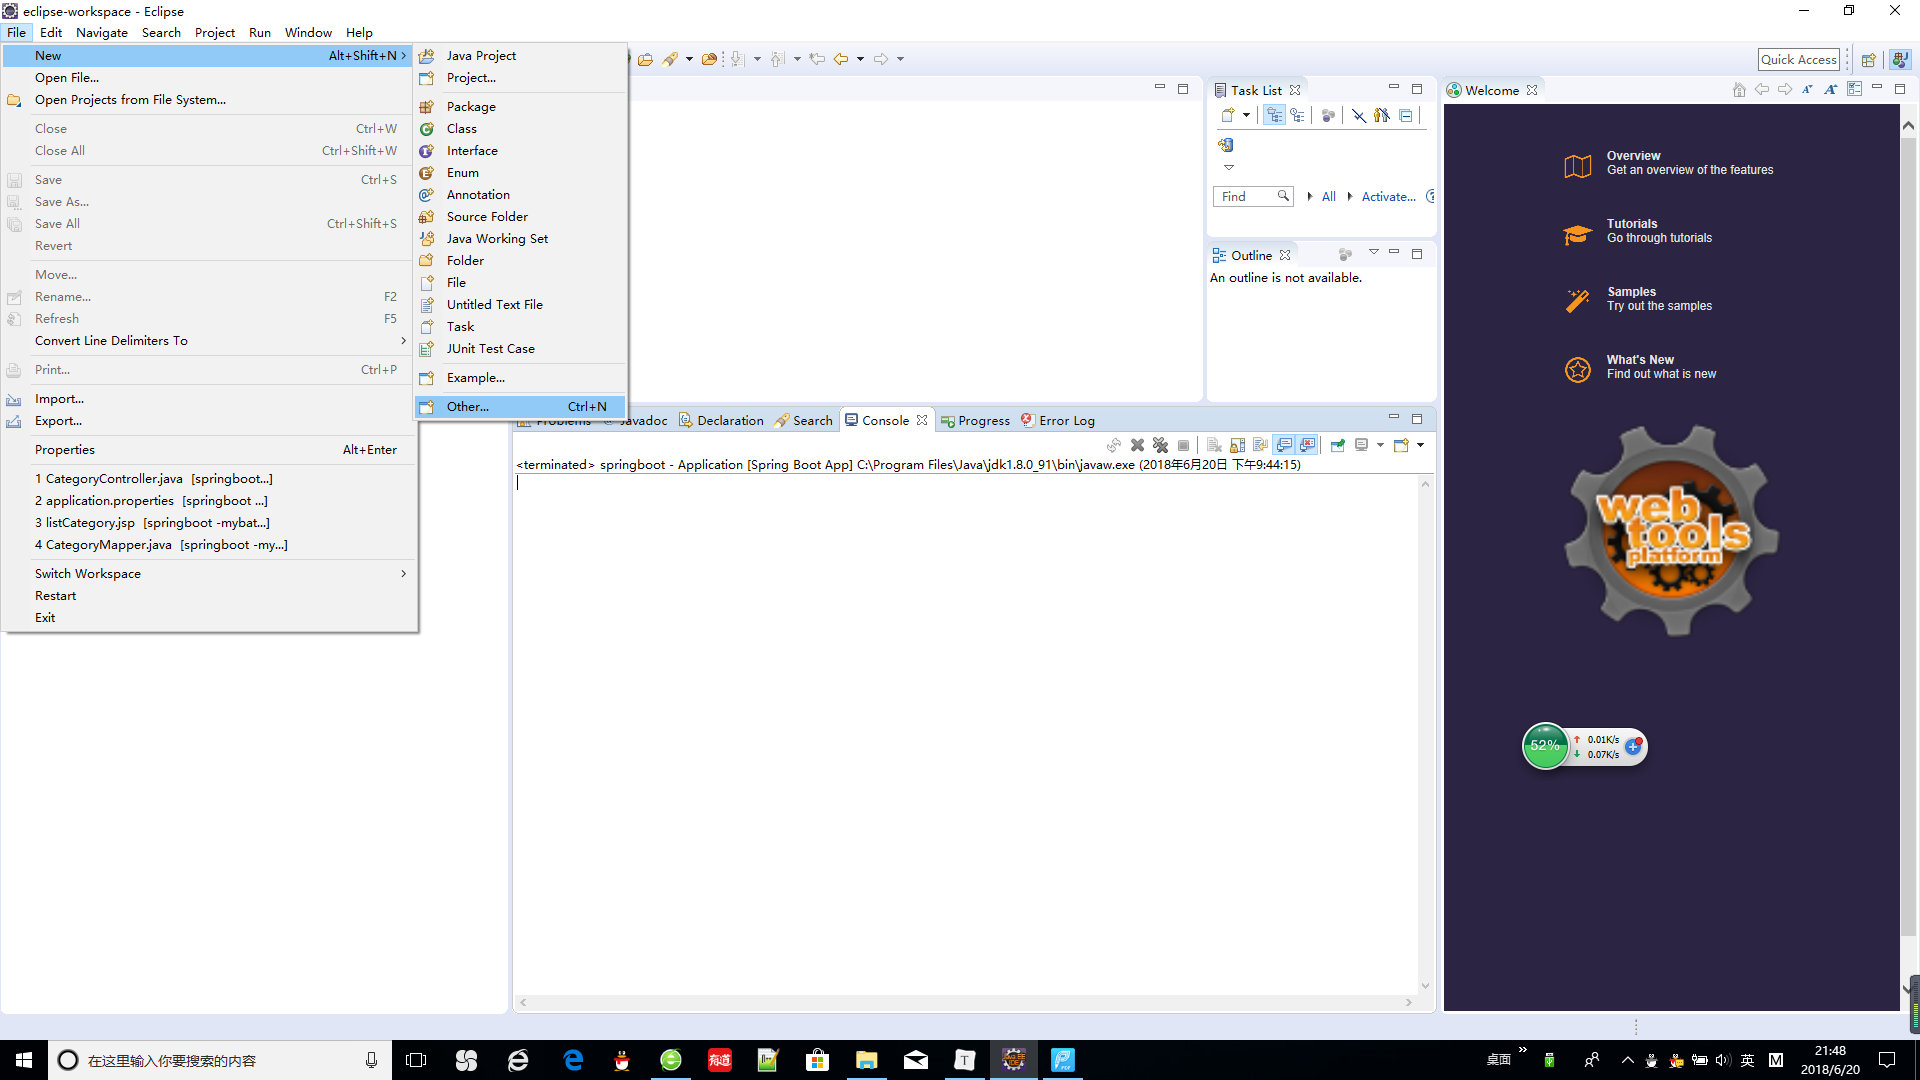 eclipse-workspace - Eclipse
File Edit Navigate Search Project Run Window Help
Quick Access
New Alt+Shift+N
Open File...
Open Projects from File System...
Close Ctrl+W
Close All Ctrl+Shift+W
Save Ctrl+S
Save As...
Save All Ctrl+Shift+S
Revert
Move...
Rename... F2
Refresh F5
Convert Line Delimiters To
Print... Ctrl+P
Import...
Export...
Properties Alt+Enter
1 CategoryController.java [springboot...]
2 application.properties [springboot ...]
3 listCategory.jsp [springboot -mybat...]
4 CategoryMapper.java [springboot -my...]
Switch Workspace
Restart
Exit
Java Project
Project...
Package
Class
Interface
Enum
Annotation
Source Folder
Java Working Set
Folder
File
Untitled Text File
Task
JUnit Test Case
Example...
Other... Ctrl+N
Task List
Find All Activate...
Outline
An outline is not available.
Problems Javadoc Declaration Search Console Progress Error Log
<terminated> springboot - Application [Spring Boot App] C:\Program Files\Java\jdk1.8.0_91\bin\javaw.exe (2018年6月20日 下午9:44:15)
Welcome
Overview
Get an overview of the features
Tutorials
Go through tutorials
Samples
Try out the samples
What's New
Find out what is new
web
tools
platform
52%
0.01K/s
0.07K/s
在这里输入你要搜索的内容
有道
T
桌面
英
M
21:48
2018/6/20